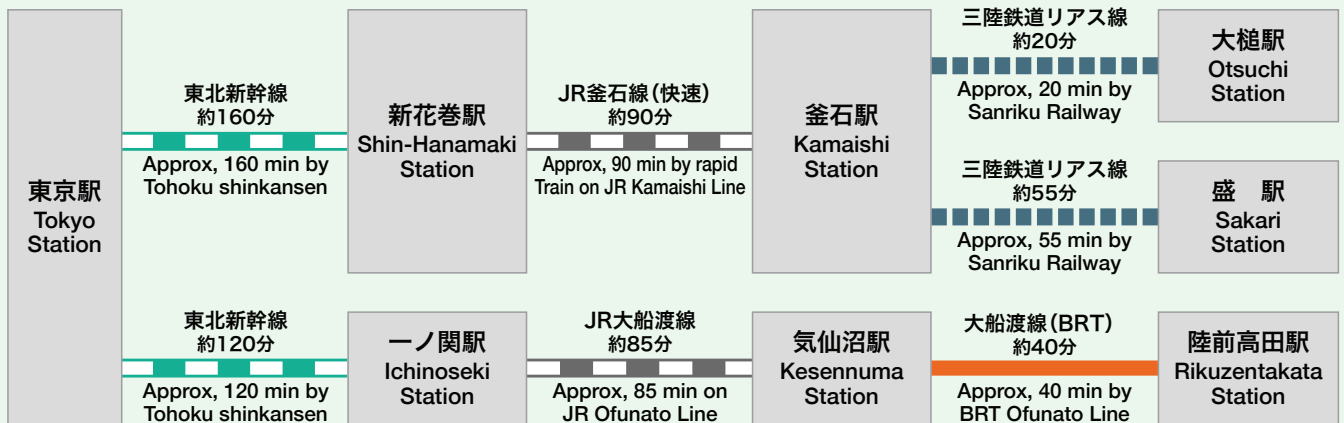 東京駅
Tokyo
Station
東北新幹線
約160分
Approx, 160 min by
Tohoku shinkansen
新花巻駅
Shin-Hanamaki
Station
JR釜石線(快速)
約90分
Approx, 90 min by rapid
Train on JR Kamaishi Line
釜石駅
Kamaishi
Station
三陸鉄道リアス線
約20分
Approx, 20 min by
Sanriku Railway
大槌駅
Otsuchi
Station
三陸鉄道リアス線
約55分
Approx, 55 min by
Sanriku Railway
盛 駅
Sakari
Station
東北新幹線
約120分
Approx, 120 min by
Tohoku shinkansen
一ノ関駅
Ichinoseki
Station
JR大船渡線
約85分
Approx, 85 min on
JR Ofunato Line
気仙沼駅
Kesennuma
Station
大船渡線(BRT)
約40分
Approx, 40 min by
BRT Ofunato Line
陸前高田駅
Rikuzentakata
Station